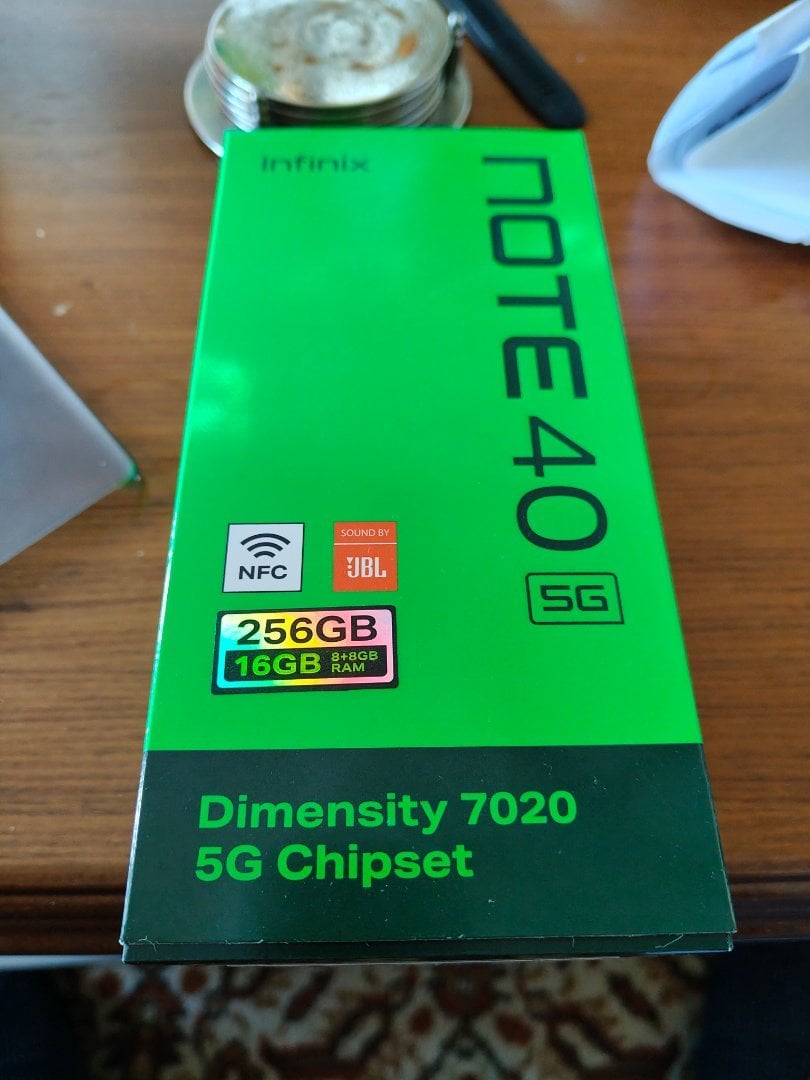 Infinix
NOTE 40
5G
NFC
SOUND BY
JBL
256GB
16GB 8+8GB RAM
Dimensity 7020
5G Chipset